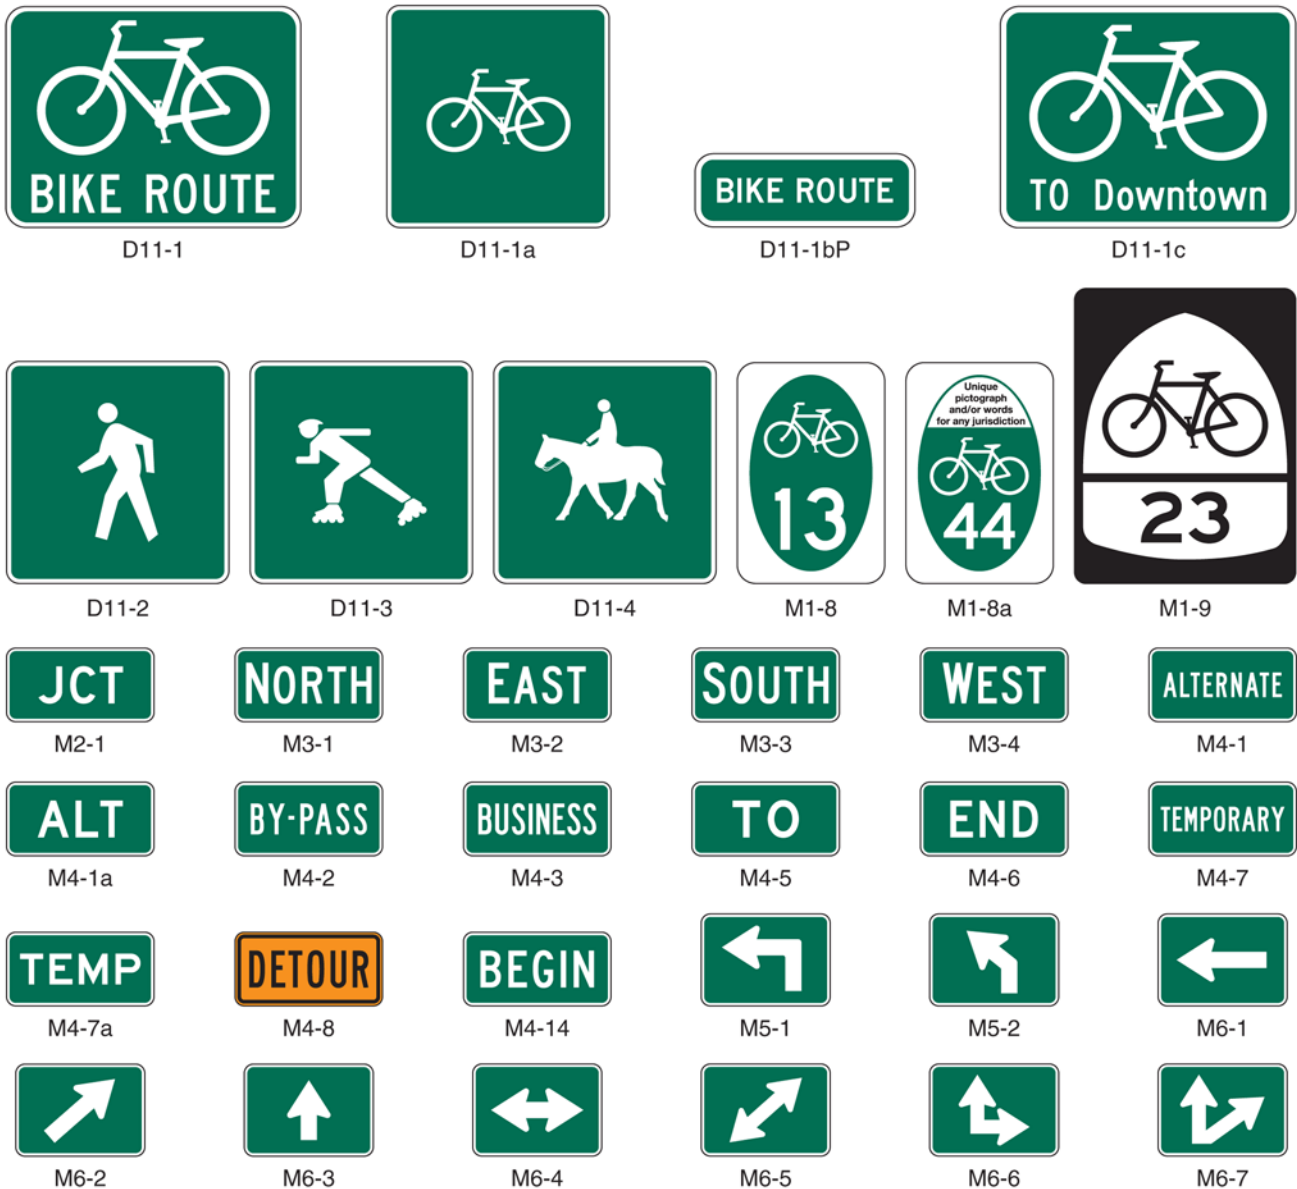 BIKE ROUTE
BIKE ROUTE
TO Downtown
D11-1
D11-1a
D11-1bP
D11-1c
13
Unique
pictograph
and/or words
for any jurisdiction
44
23
D11-2
D11-3
D11-4
M1-8
M1-8a
M1-9
JCT
NORTH
EAST
SOUTH
WEST
ALTERNATE
M2-1
M3-1
M3-2
M3-3
M3-4
M4-1
ALT
BY-PASS
BUSINESS
TO
END
TEMPORARY
M4-1a
M4-2
M4-3
M4-5
M4-6
M4-7
TEMP
DETOUR
BEGIN
M4-7a
M4-8
M4-14
M5-1
M5-2
M6-1
M6-2
M6-3
M6-4
M6-5
M6-6
M6-7